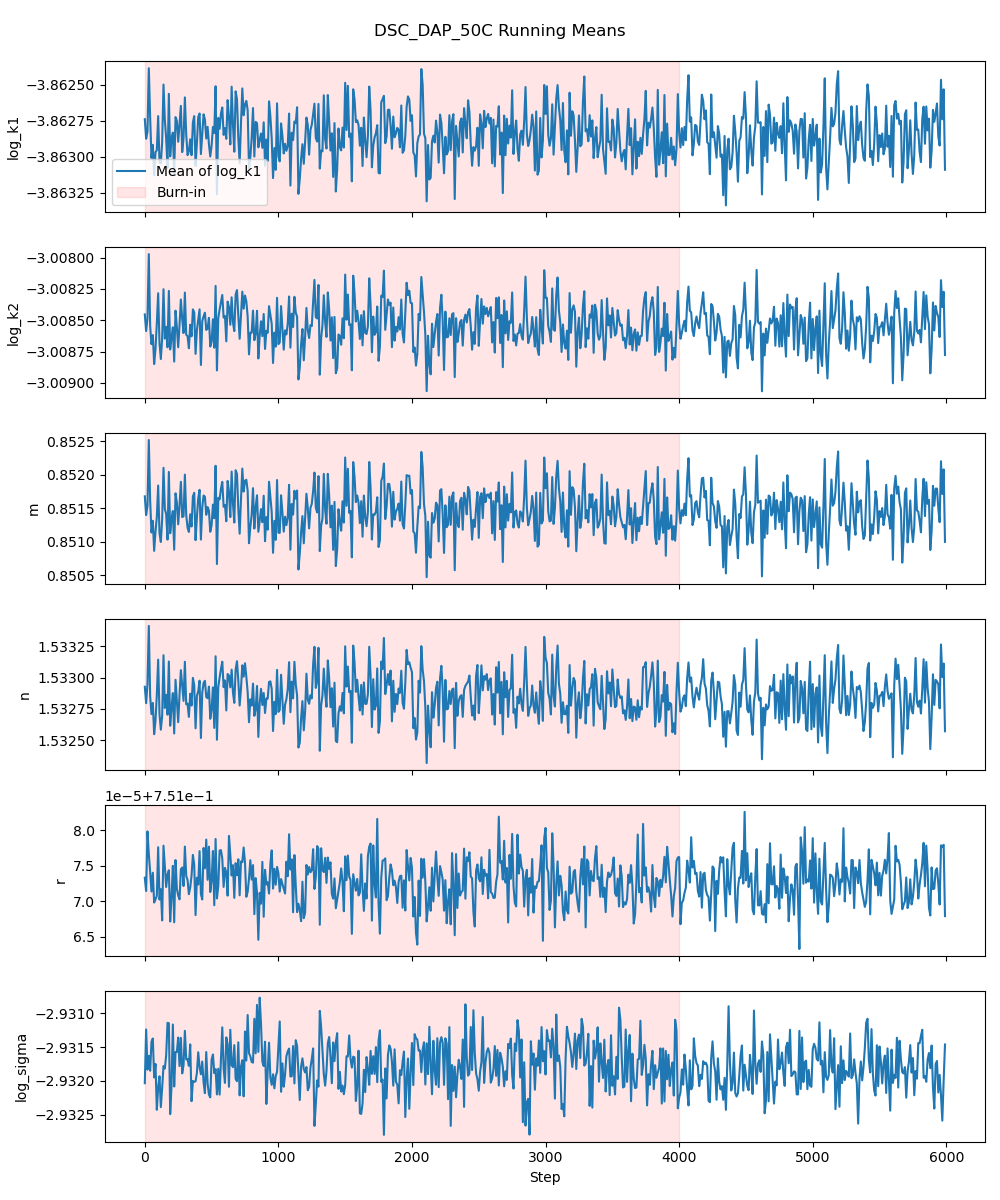 DSC_DAP_50C Running Means
−3.86250
−3.86275
−3.86300
−3.86325
log_k1
Mean of log_k1
Burn-in
−3.00800
−3.00825
−3.00850
−3.00875
−3.00900
log_k2
0.8525
0.8520
0.8515
0.8510
0.8505
m
1.53325
1.53300
1.53275
1.53250
n
1e−5+7.51e−1
8.0
7.5
7.0
6.5
r
−2.9310
−2.9315
−2.9320
−2.9325
log_sigma
0 1000 2000 3000 4000 5000 6000
Step